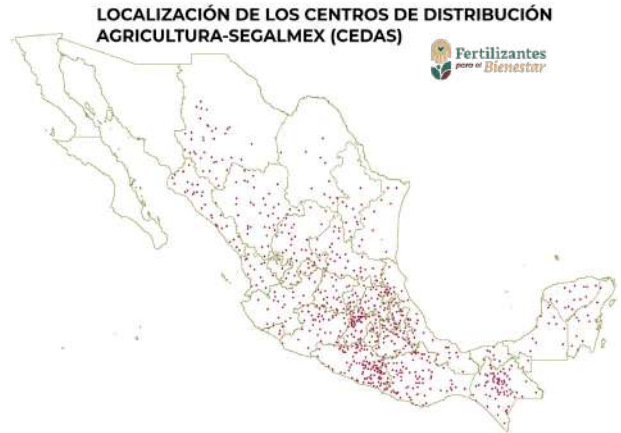 LOCALIZACIÓN DE LOS CENTROS DE DISTRIBUCIÓN
AGRICULTURA-SEGALMEX (CEDAS)
Fertilizantes
para el Bienestar